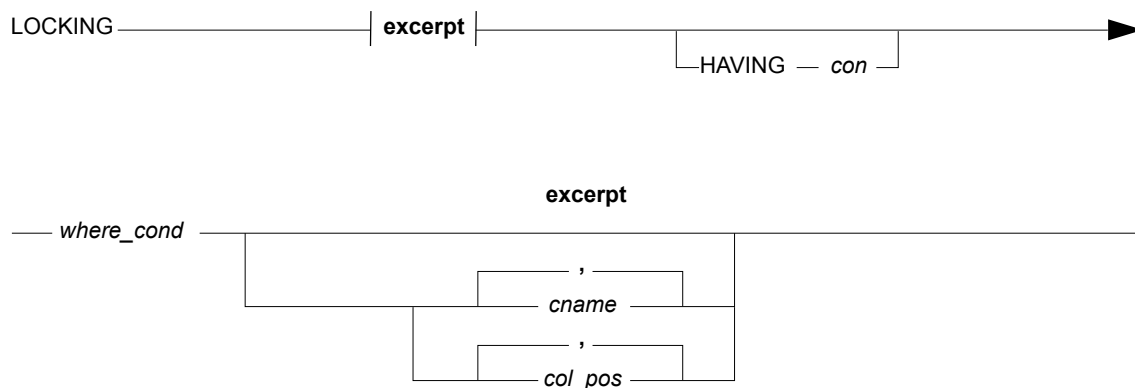 LOCKING excerpt
HAVING con
excerpt
where_cond
,
cname
,
col_pos